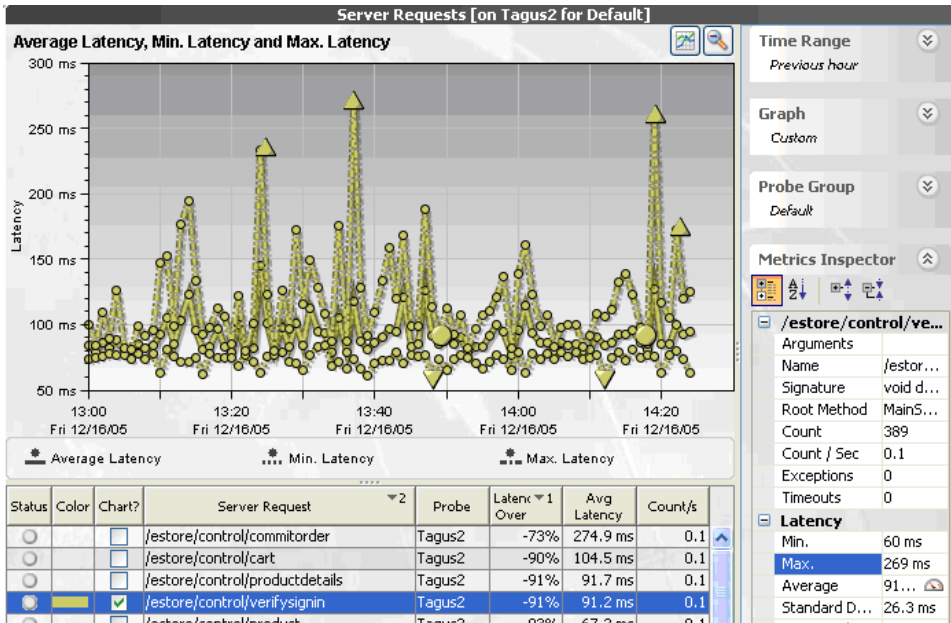 Server Requests [on Tagus2 for Default]
Average Latency, Min. Latency and Max. Latency
300 ms
250 ms
200 ms
150 ms
100 ms
50 ms
Latency
13:00 13:20 13:40 14:00 14:20
Fri 12/16/05 Fri 12/16/05 Fri 12/16/05 Fri 12/16/05 Fri 12/16/05
Average Latency Min. Latency Max. Latency
Status Color Chart? Server Request 2 Probe Latenc 1 Over Avg Latency Count/s
/estore/control/commitorder Tagus2 -73% 274.9 ms 0.1
/estore/control/cart Tagus2 -90% 104.5 ms 0.1
/estore/control/productdetails Tagus2 -91% 91.7 ms 0.1
/estore/control/verifysignin Tagus2 -91% 91.2 ms 0.1
Time Range
Previous hour
Graph
Custom
Probe Group
Default
Metrics Inspector
/estore/control/ve...
Arguments
Name /estor...
Signature void d...
Root Method MainS...
Count 389
Count / Sec 0.1
Exceptions 0
Timeouts 0
Latency
Min. 60 ms
Max. 269 ms
Average 91...
Standard D... 26.3 ms